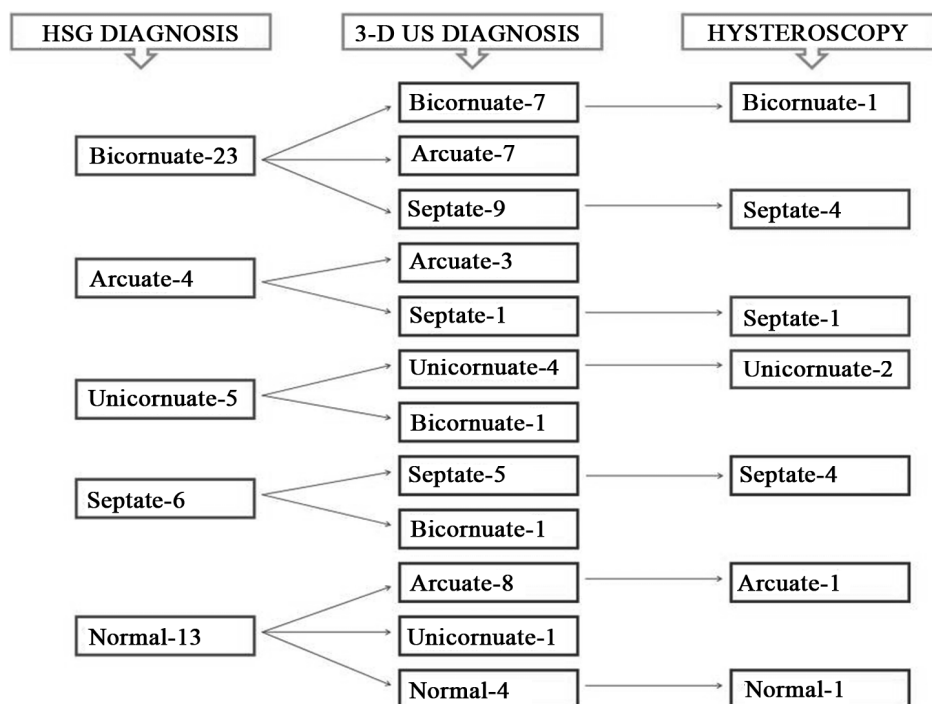 HSG DIAGNOSIS
3-D US DIAGNOSIS
HYSTEROSCOPY
Bicornuate-23
Bicornuate-7
Bicornuate-1
Arcuate-7
Septate-9
Septate-4
Arcuate-4
Arcuate-3
Septate-1
Septate-1
Unicornuate-5
Unicornuate-4
Unicornuate-2
Bicornuate-1
Septate-6
Septate-5
Septate-4
Bicornuate-1
Normal-13
Arcuate-8
Arcuate-1
Unicornuate-1
Normal-4
Normal-1